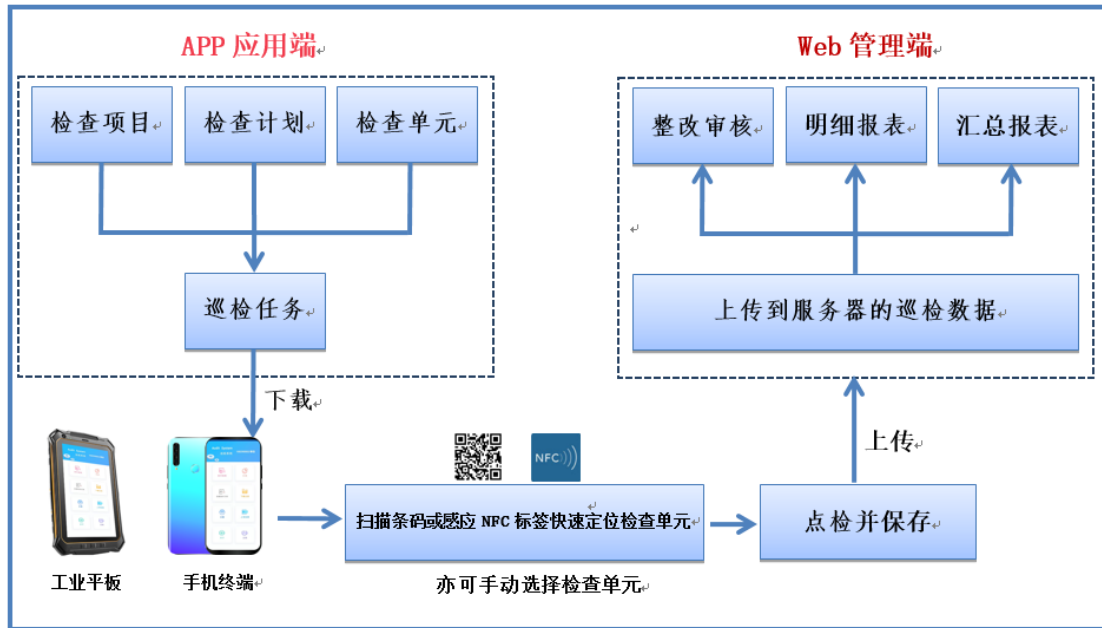 APP 应用端
Web 管理端
检查项目
检查计划
检查单元
整改审核
明细报表
汇总报表
巡检任务
上传到服务器的巡检数据
下载
上传
NFC
扫描条码或感应 NFC 标签快速定位检查单元
点检并保存
工业平板
手机终端
亦可手动选择检查单元